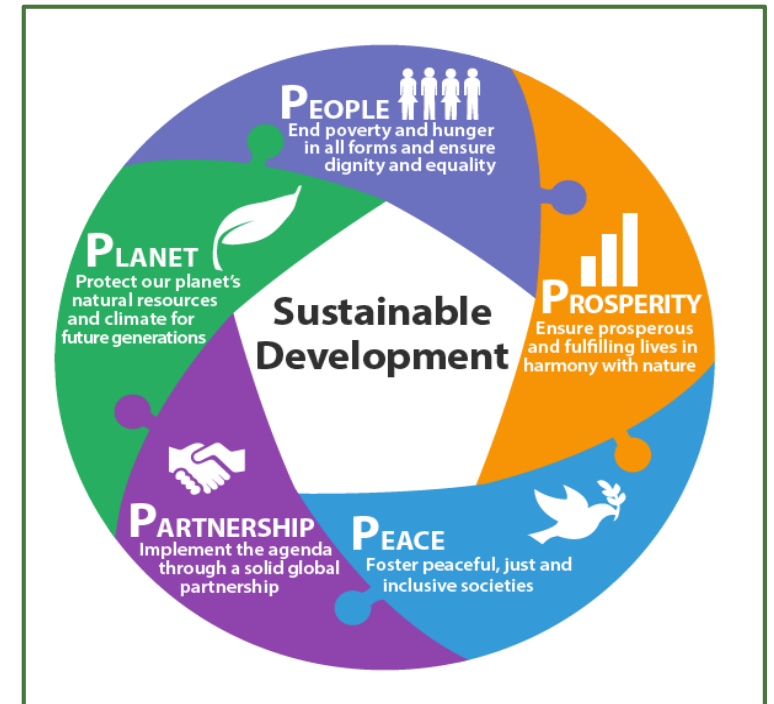 PEOPLE
End poverty and hunger
in all forms and ensure
dignity and equality
PLANET
Protect our planet's
natural resources
and climate for
future generations
Sustainable
Development
PROSPERITY
Ensure prosperous
and fulfilling lives in
harmony with nature
PARTNERSHIP
Implement the agenda
through a solid global
partnership
PEACE
Foster peaceful, just and
inclusive societies